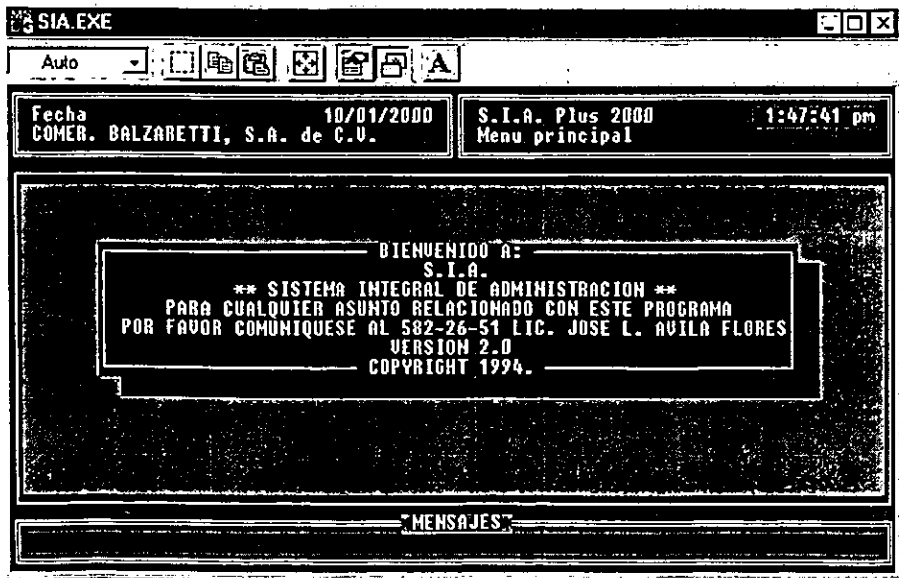 SIA.EXE
Auto
A
Fecha 10/01/2000
COMER. BALZARETTI, S.A. de C.V.
S.I.A. Plus 2000 1:47:41 pm
Menu principal
BIENVENIDO A:
S.I.A.
** SISTEMA INTEGRAL DE ADMINISTRACION **
PARA CUALQUIER ASUNTO RELACIONADO CON ESTE PROGRAMA
POR FAVOR COMUNIQUESE AL 582-26-51 LIC. JOSE L. AVILA FLORES
VERSION 2.0
COPYRIGHT 1994.
MENSAJES